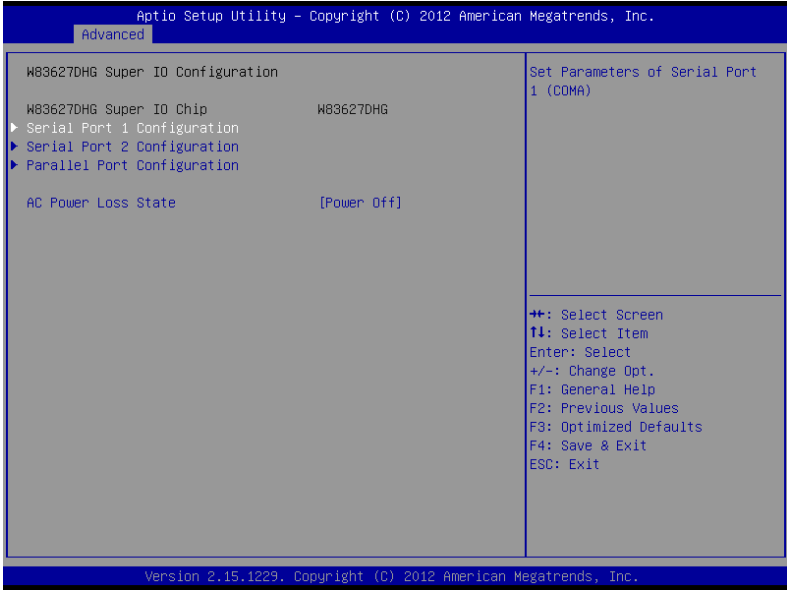 Aptio Setup Utility – Copyright (C) 2012 American Megatrends, Inc.
Advanced
W83627DHG Super IO Configuration
W83627DHG Super IO Chip W83627DHG
Serial Port 1 Configuration
Serial Port 2 Configuration
Parallel Port Configuration
AC Power Loss State [Power Off]
Set Parameters of Serial Port
1 (COMA)
→←: Select Screen
↑↓: Select Item
Enter: Select
+/-: Change Opt.
F1: General Help
F2: Previous Values
F3: Optimized Defaults
F4: Save & Exit
ESC: Exit
Version 2.15.1229. Copyright (C) 2012 American Megatrends, Inc.